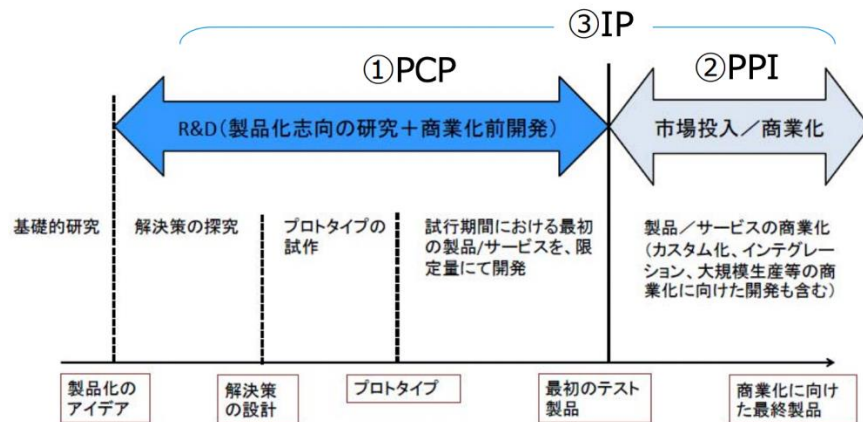 ③IP
①PCP
②PPI
R&D(製品化志向の研究+商業化前開発)
市場投入/商業化
基礎的研究
解決策の探究
プロトタイプの
試作
試行期間における最初
の製品/サービスを、限
定量にて開発
製品/サービスの商業化
(カスタム化、インテグレー
ション、大規模生産等の商
業化に向けた開発も含む)
製品化の
アイデア
解決策
の設計
プロトタイプ
最初のテスト
製品
商業化に向け
た最終製品